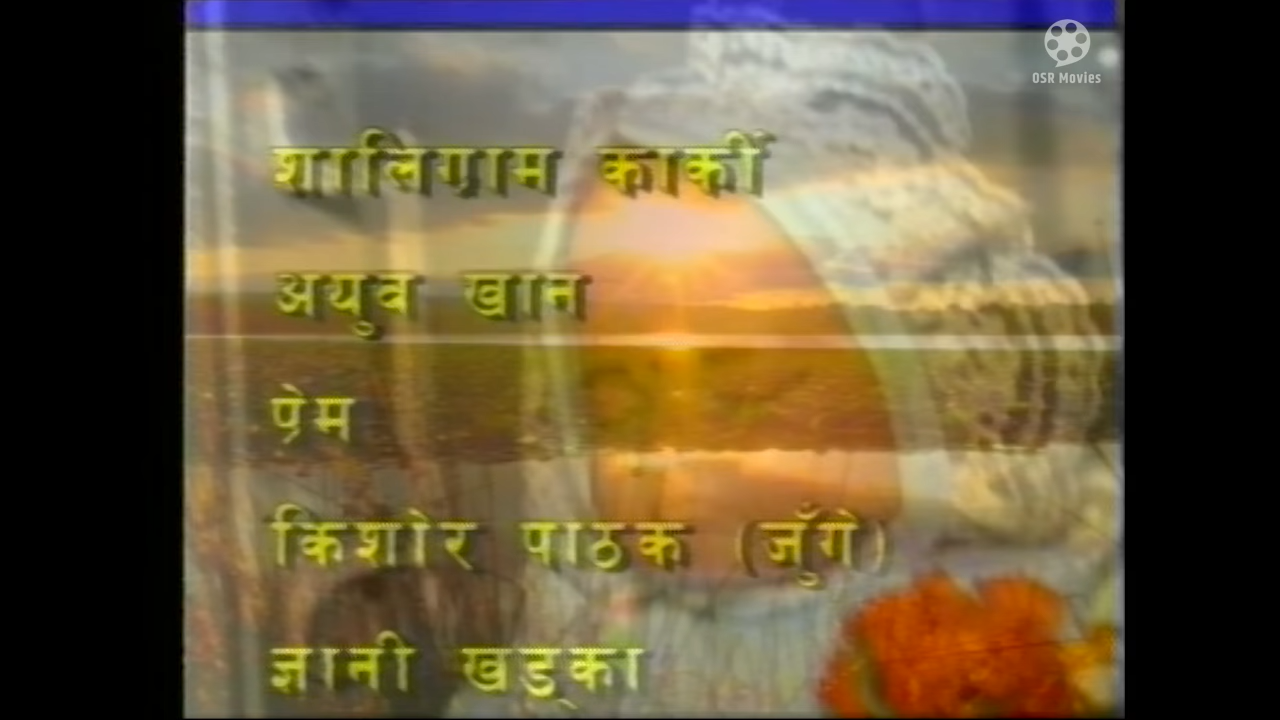 OSR Movies
शालिग्राम कार्की
अयुव खान
प्रेम
किशोर पाठक (जुँगे)
ज्ञानी खड्का